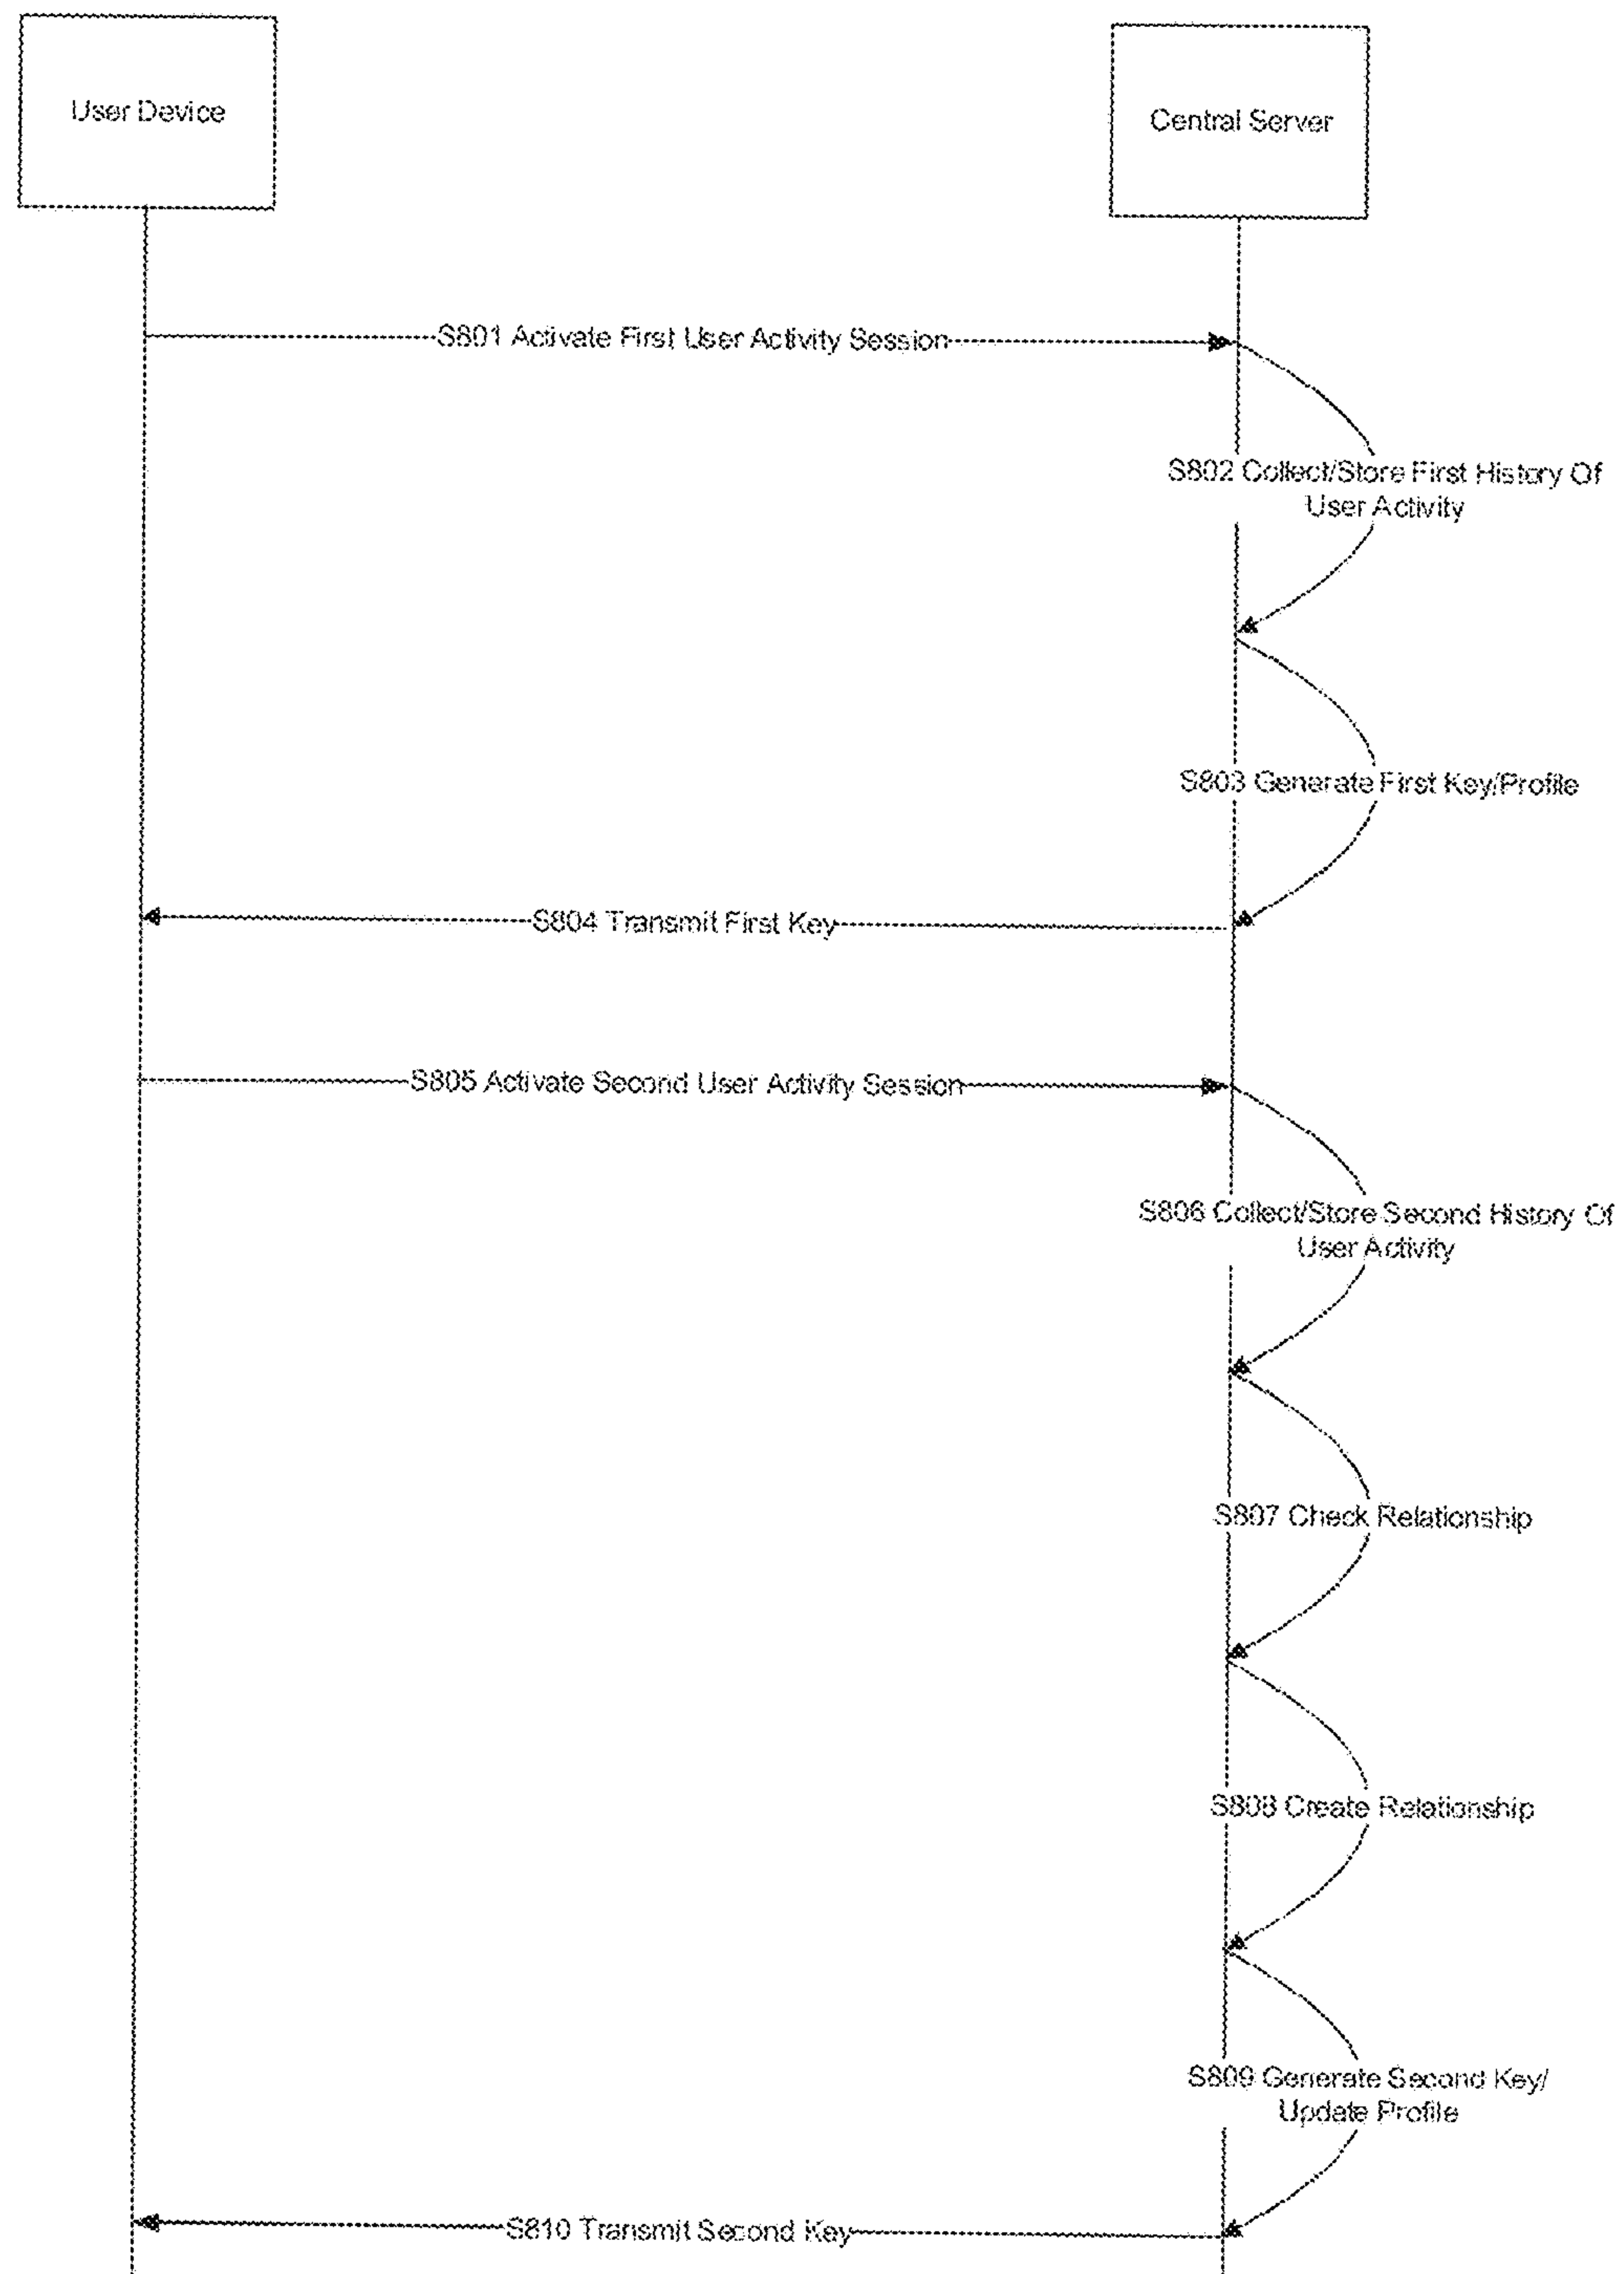 User Device
Central Server
S801 Activate First User Activity Session
S802 Collect/Store First History Of
User Activity
S803 Generate First Key/Profile
S804 Transmit First Key
S805 Activate Second User Activity Session
S806 Collect/Store Second History Of
User Activity
S807 Check Relationship
S808 Create Relationship
S809 Generate Second Key/
Update Profile
S810 Transmit Second Key